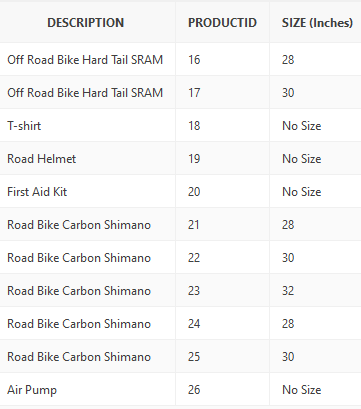 DESCRIPTION PRODUCTID SIZE (Inches)
Off Road Bike Hard Tail SRAM 16 28
Off Road Bike Hard Tail SRAM 17 30
T-shirt 18 No Size
Road Helmet 19 No Size
First Aid Kit 20 No Size
Road Bike Carbon Shimano 21 28
Road Bike Carbon Shimano 22 30
Road Bike Carbon Shimano 23 32
Road Bike Carbon Shimano 24 28
Road Bike Carbon Shimano 25 30
Air Pump 26 No Size